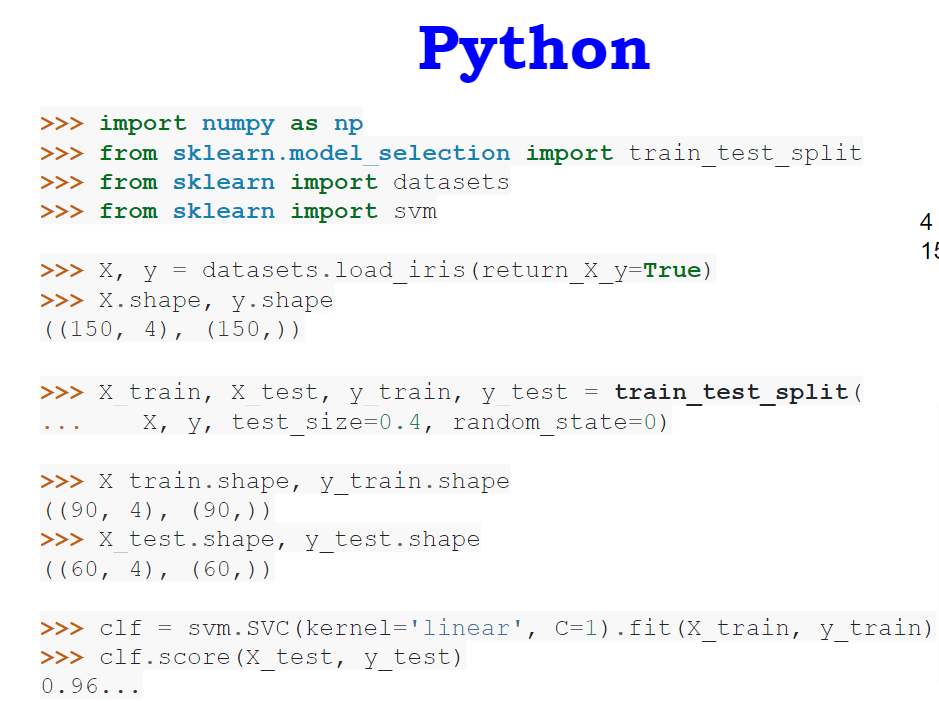 Python
>>> import numpy as np
>>> from sklearn.model_selection import train_test_split
>>> from sklearn import datasets
>>> from sklearn import svm
4
>>> X, y = datasets.load_iris(return_X_y=True)
>>> X.shape, y.shape
((150, 4), (150,))
>>> X_train, X_test, y_train, y_test = train_test_split(
...     X, y, test_size=0.4, random_state=0)
>>> X train.shape, y_train.shape
((90, 4), (90,))
>>> X_test.shape, y_test.shape
((60, 4), (60,))
>>> clf = svm.SVC(kernel='linear', C=1).fit(X_train, y_train)
>>> clf.score(X_test, y_test)
0.96...